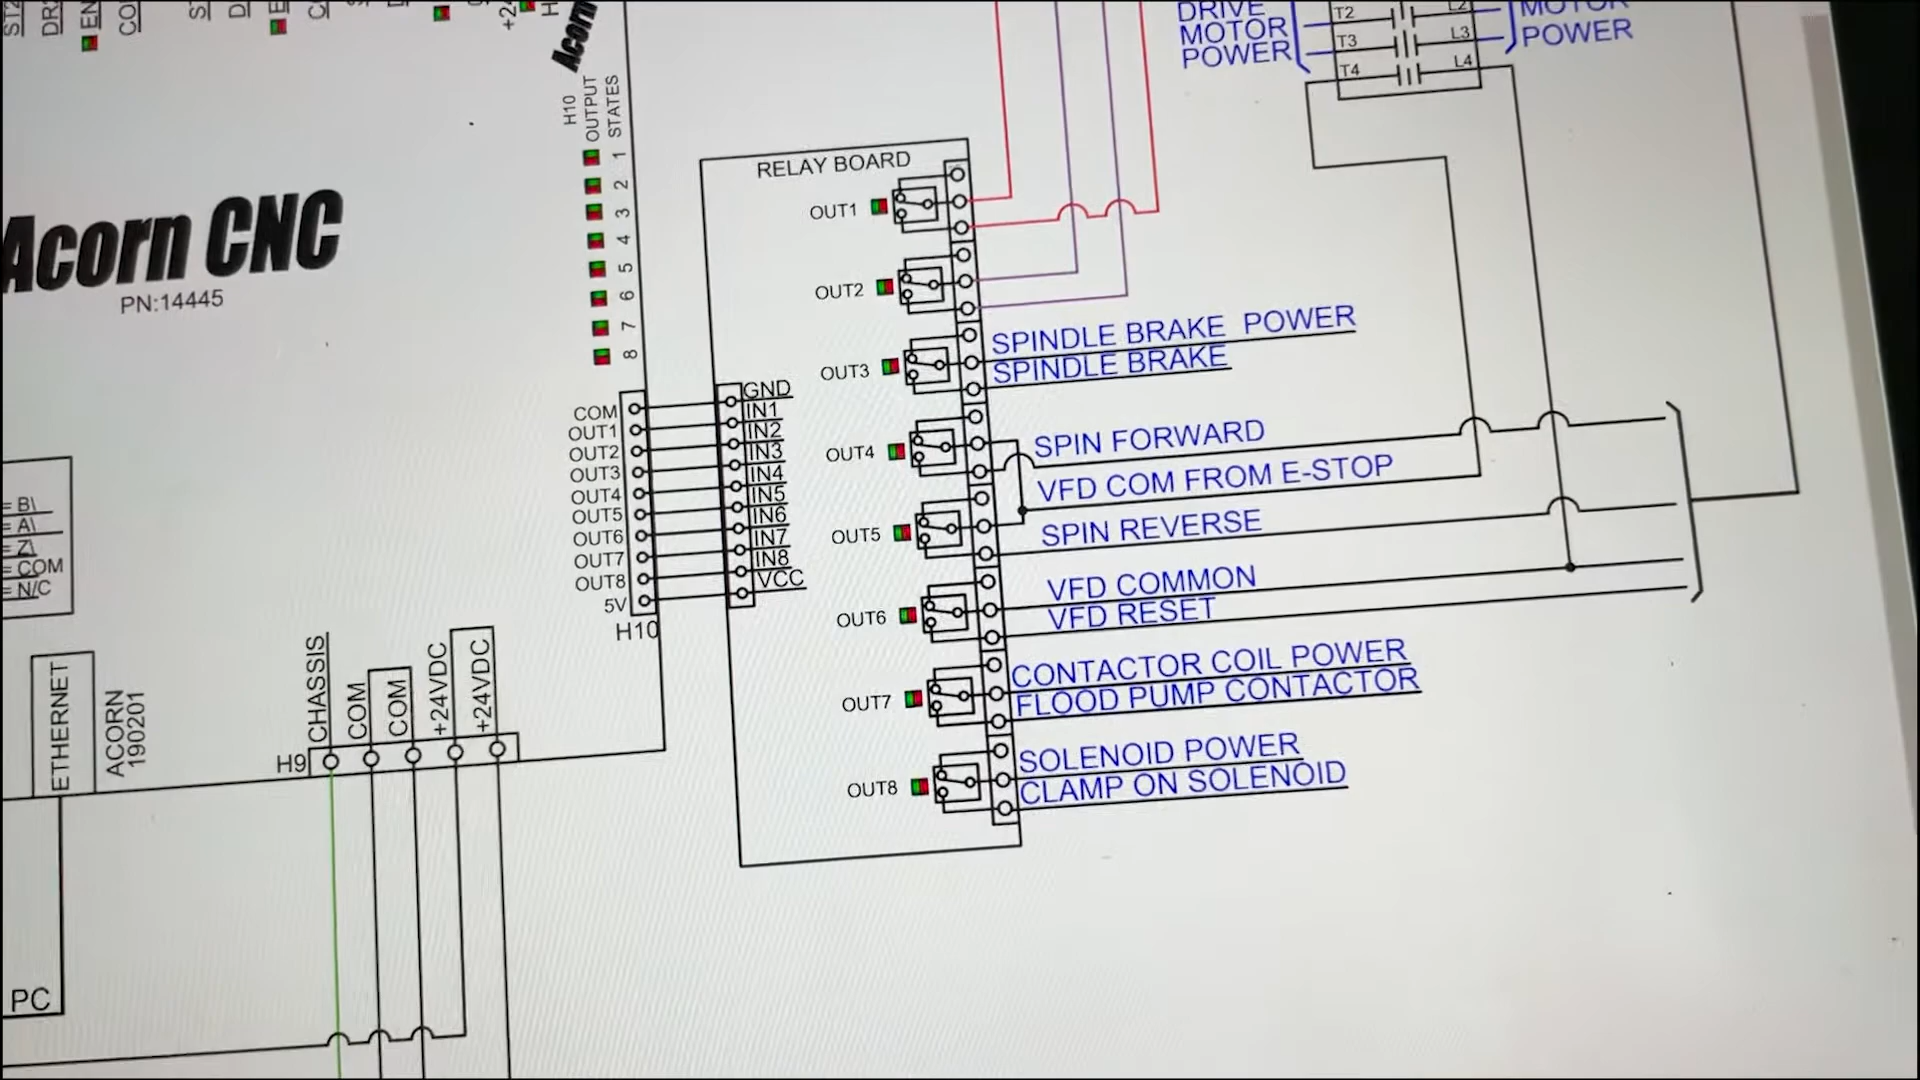 DRIVE
MOTOR
POWER
T2
T3
T4
L2
L3
L4
MOTOR
POWER
Acorn
H10
OUTPUT
STATES
1
2
3
4
5
6
7
8
Acorn CNC
PN:14445
RELAY BOARD
OUT1
OUT2
OUT3
OUT4
OUT5
OUT6
OUT7
OUT8
SPINDLE BRAKE POWER
SPINDLE BRAKE
SPIN FORWARD
VFD COM FROM E-STOP
SPIN REVERSE
VFD COMMON
VFD RESET
CONTACTOR COIL POWER
FLOOD PUMP CONTACTOR
SOLENOID POWER
CLAMP ON SOLENOID
COM
OUT1
OUT2
OUT3
OUT4
OUT5
OUT6
OUT7
OUT8
5V
H10
GND
IN1
IN2
IN3
IN4
IN5
IN6
IN7
IN8
VCC
= B\
= A\
= Z\
= COM
= N/C
ETHERNET
ACORN
190201
CHASSIS
COM
COM
+24VDC
+24VDC
H9
PC